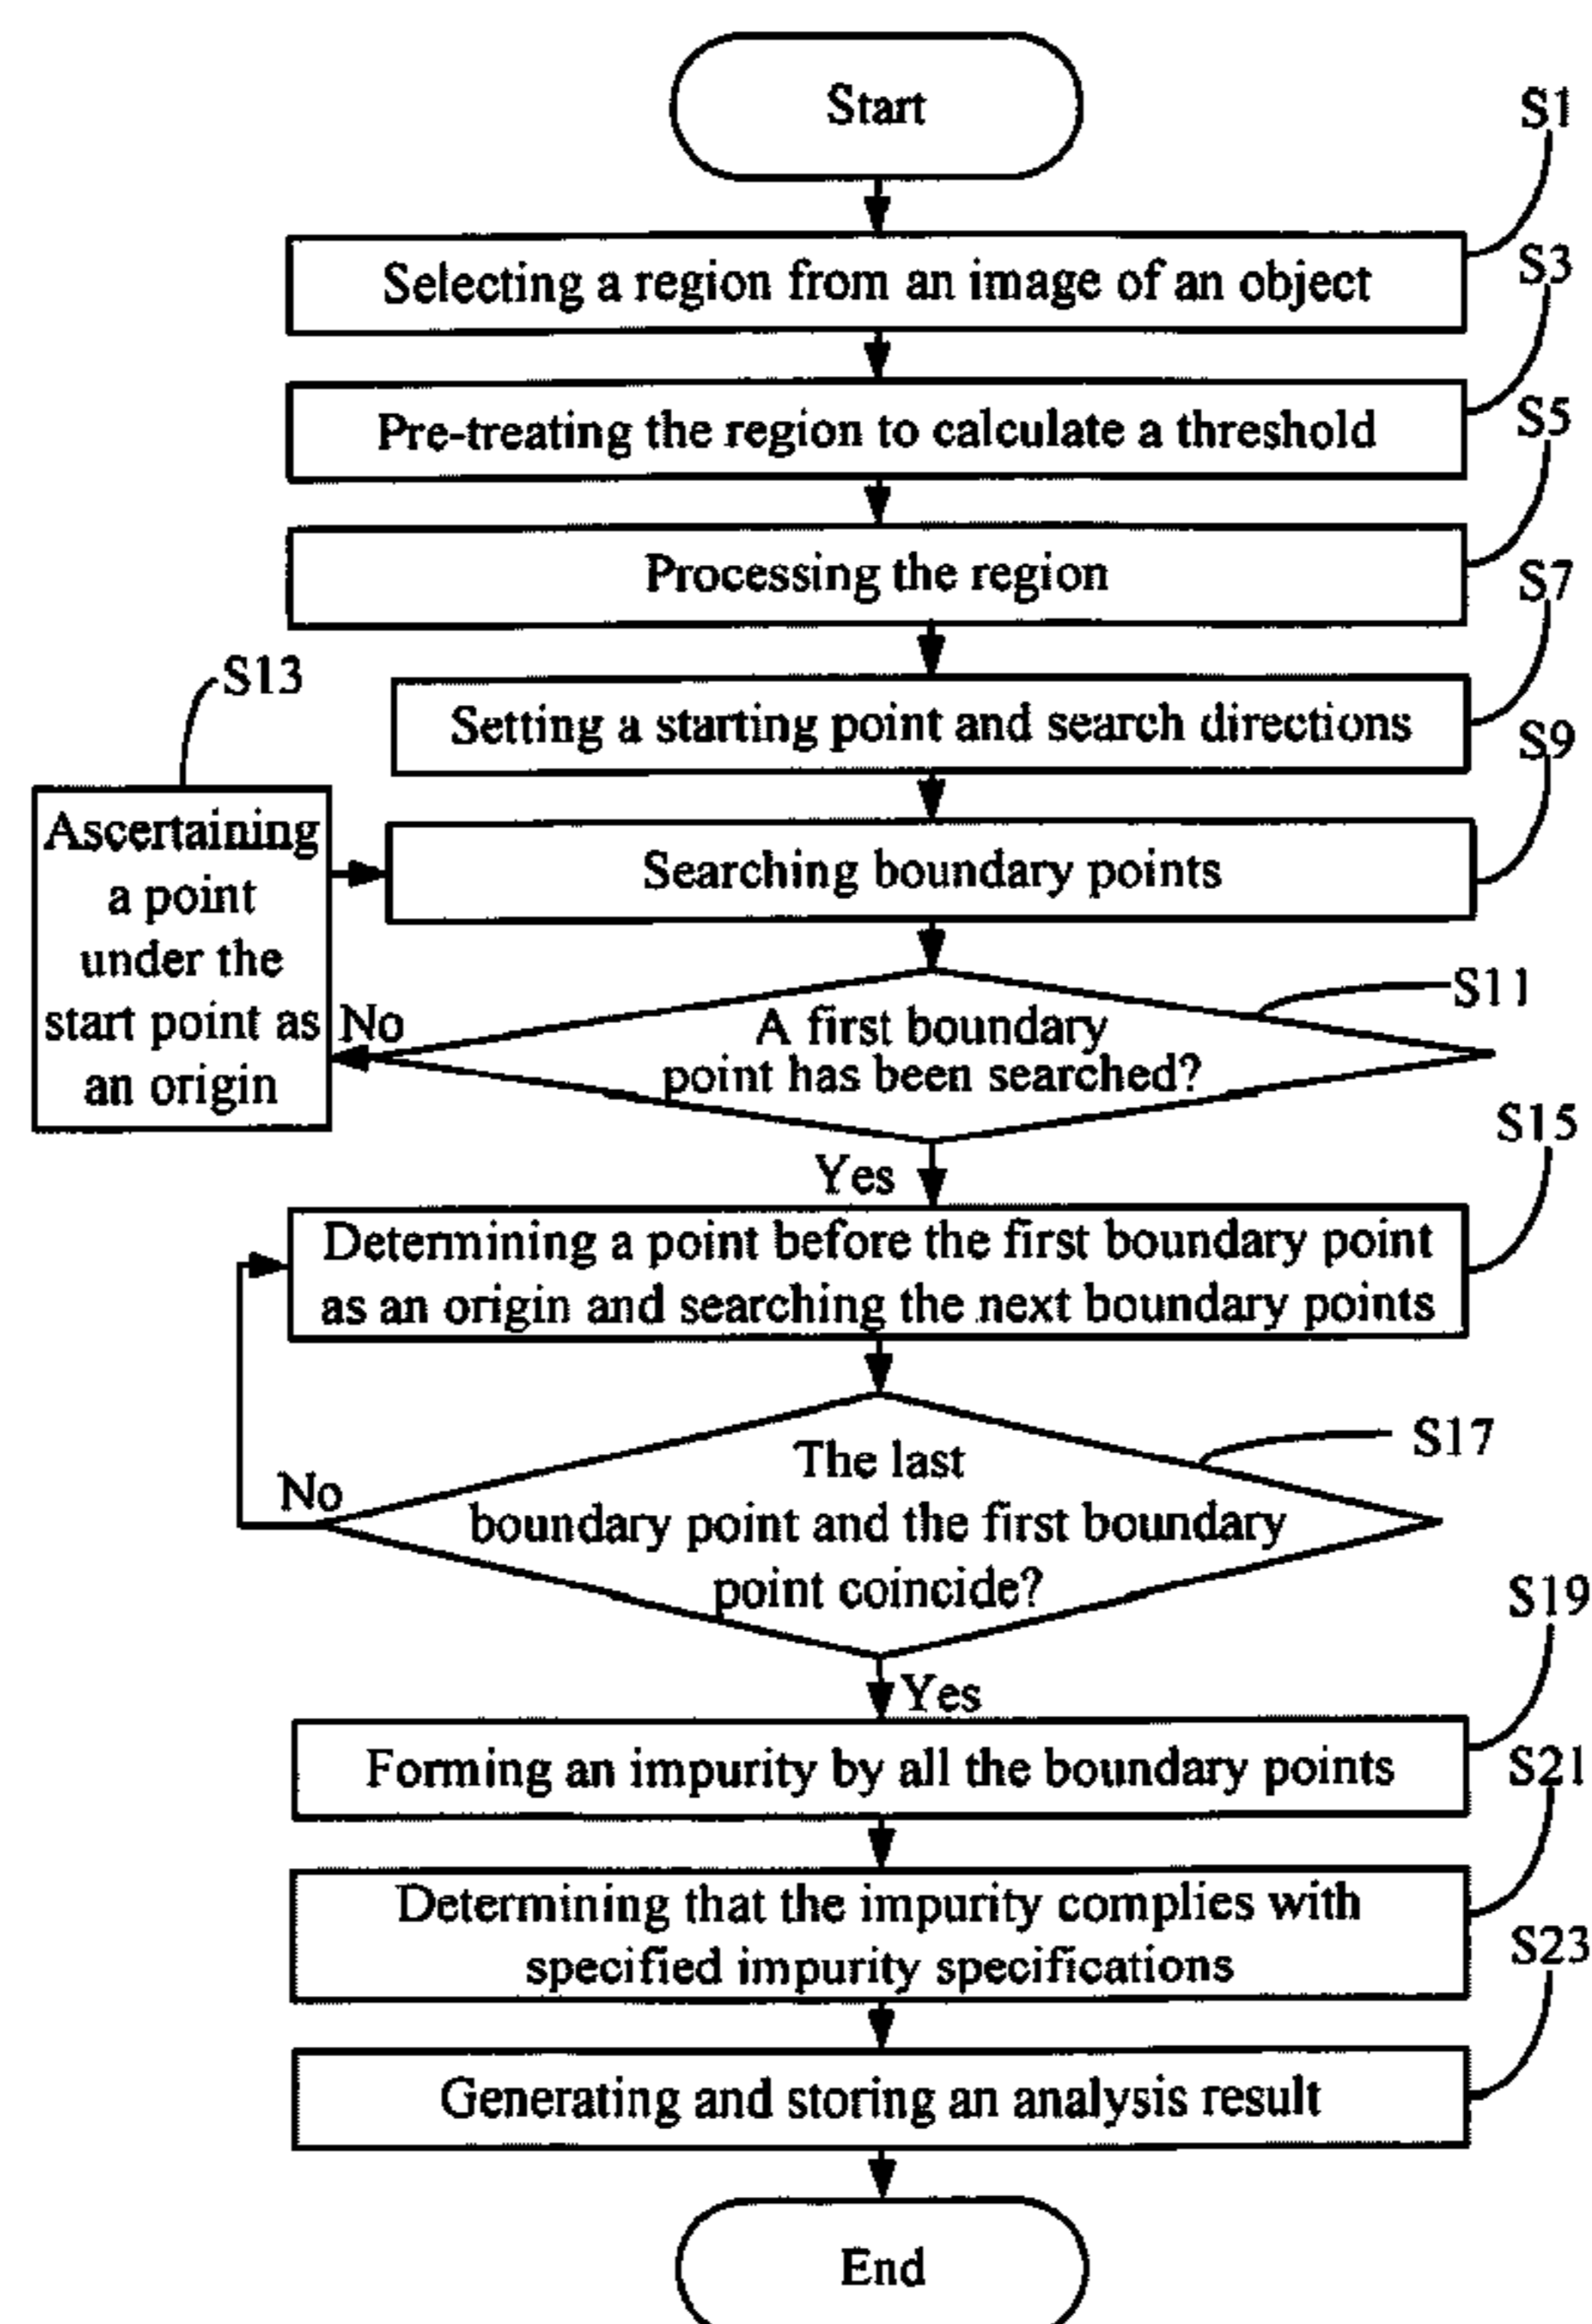 Start
S1
Selecting a region from an image of an object
S3
Pre-treating the region to calculate a threshold
S5
Processing the region
S7
Setting a starting point and search directions
S9
Searching boundary points
S13
Ascertaining
a point
under the
start point as
an origin
No
S11
A first boundary
point has been searched?
Yes
S15
Determining a point before the first boundary point
as an origin and searching the next boundary points
S17
The last
boundary point and the first boundary
point coincide?
No
Yes
S19
Forming an impurity by all the boundary points
S21
Determining that the impurity complies with
specified impurity specifications
S23
Generating and storing an analysis result
End